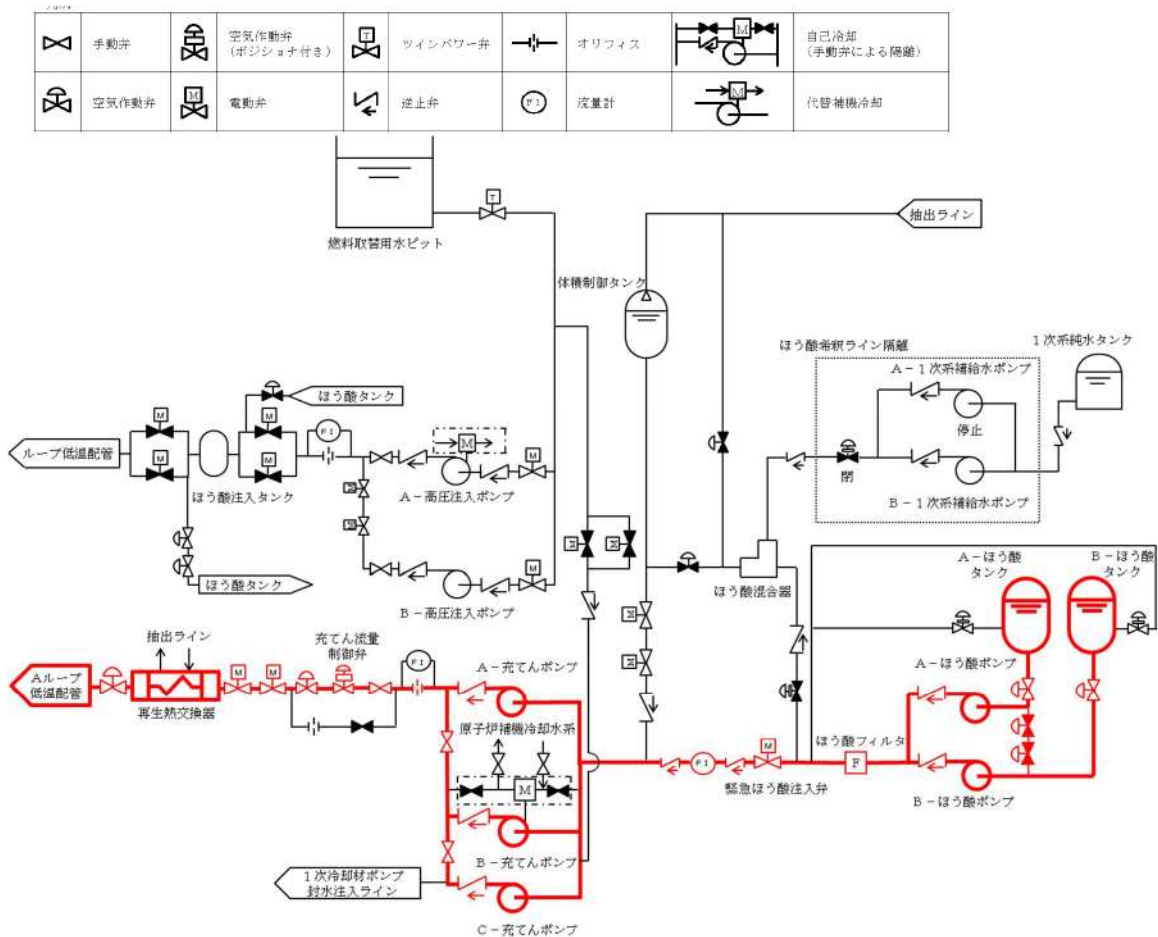 手動弁
空気作動弁
(ポジショナ付き)
T
ツインパワー弁
オリフィス
M
自己冷却
(手動弁による隔離)
空気作動弁
M
電動弁
逆止弁
FI
流量計
M
代替補機冷却
T
燃料取替用水ピット
抽出ライン
体積制御タンク
ほう酸希釈ライン隔離
1次系純水タンク
A-1次系補給水ポンプ
停止
閉
B-1次系補給水ポンプ
ほう酸タンク
M
M
FI
M
M
ループ低温配管
M
M
ほう酸注入タンク
A-高圧注入ポンプ
M
M
M
ほう酸タンク
B-高圧注入ポンプ
M
M
ほう酸混合器
M
M
A-ほう酸
タンク
B-ほう酸
タンク
抽出ライン
充てん流量
制御弁
FI
A-充てんポンプ
Aループ
低温配管
M
M
再生熱交換器
原子炉補機冷却水系
M
A-ほう酸ポンプ
ほう酸フィルタ
FI
M
F
緊急ほう酸注入弁
B-ほう酸ポンプ
B-充てんポンプ
1次冷却材ポンプ
封水注入ライン
C-充てんポンプ